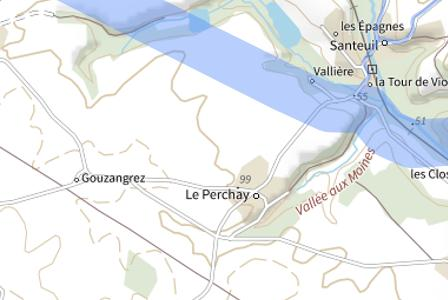 les Épagnes
Santeuil
Vallière
la Tour de Vio
55
51
les Clos
Gouzangrez
99
Le Perchay
Vallée aux Moines